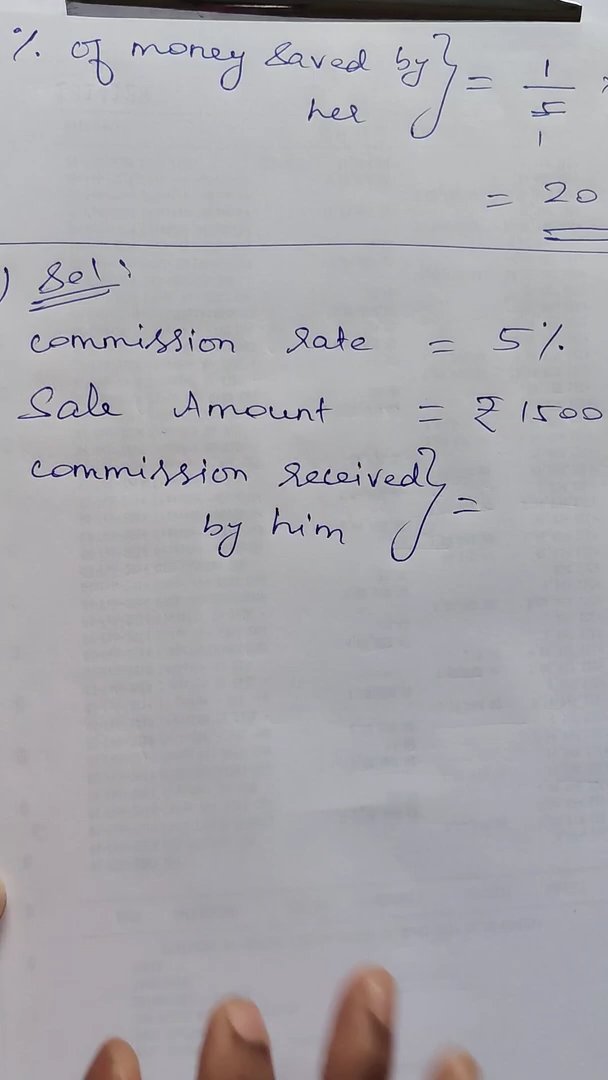 % of money saved by } = 1/5
her
1
= 20
) Sol:
commission rate = 5%.
Sale Amount = ₹ 1500
commission received } =
by him